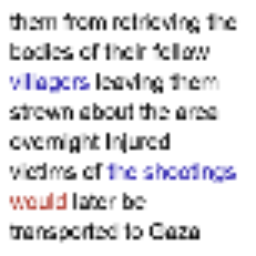 them from retrieving the
bodies of their fellow
villagers leaving them
strewn about the area
overnight Injured
victims of the shootings
would later be
transported to Gaza